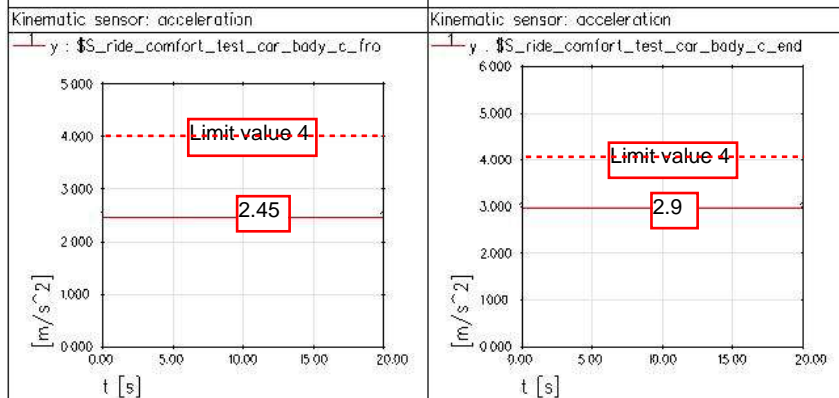 Kinematic sensor: acceleration
1 y : $S_ride_comfort_test_car_body_c_fro
5.000
4.000
Limit value 4
3.000
2.45
2.000
1.000
0.000
[m/s^2]
0.00 5.00 10.00 15.00 20.00
t [s]
Kinematic sensor: acceleration
1 y : $S_ride_comfort_test_car_body_c_end
6.000
5.000
4.000
Limit value 4
3.000
2.9
2.000
1.000
0.000
[m/s^2]
0.00 5.00 10.00 15.00 20.00
t [s]